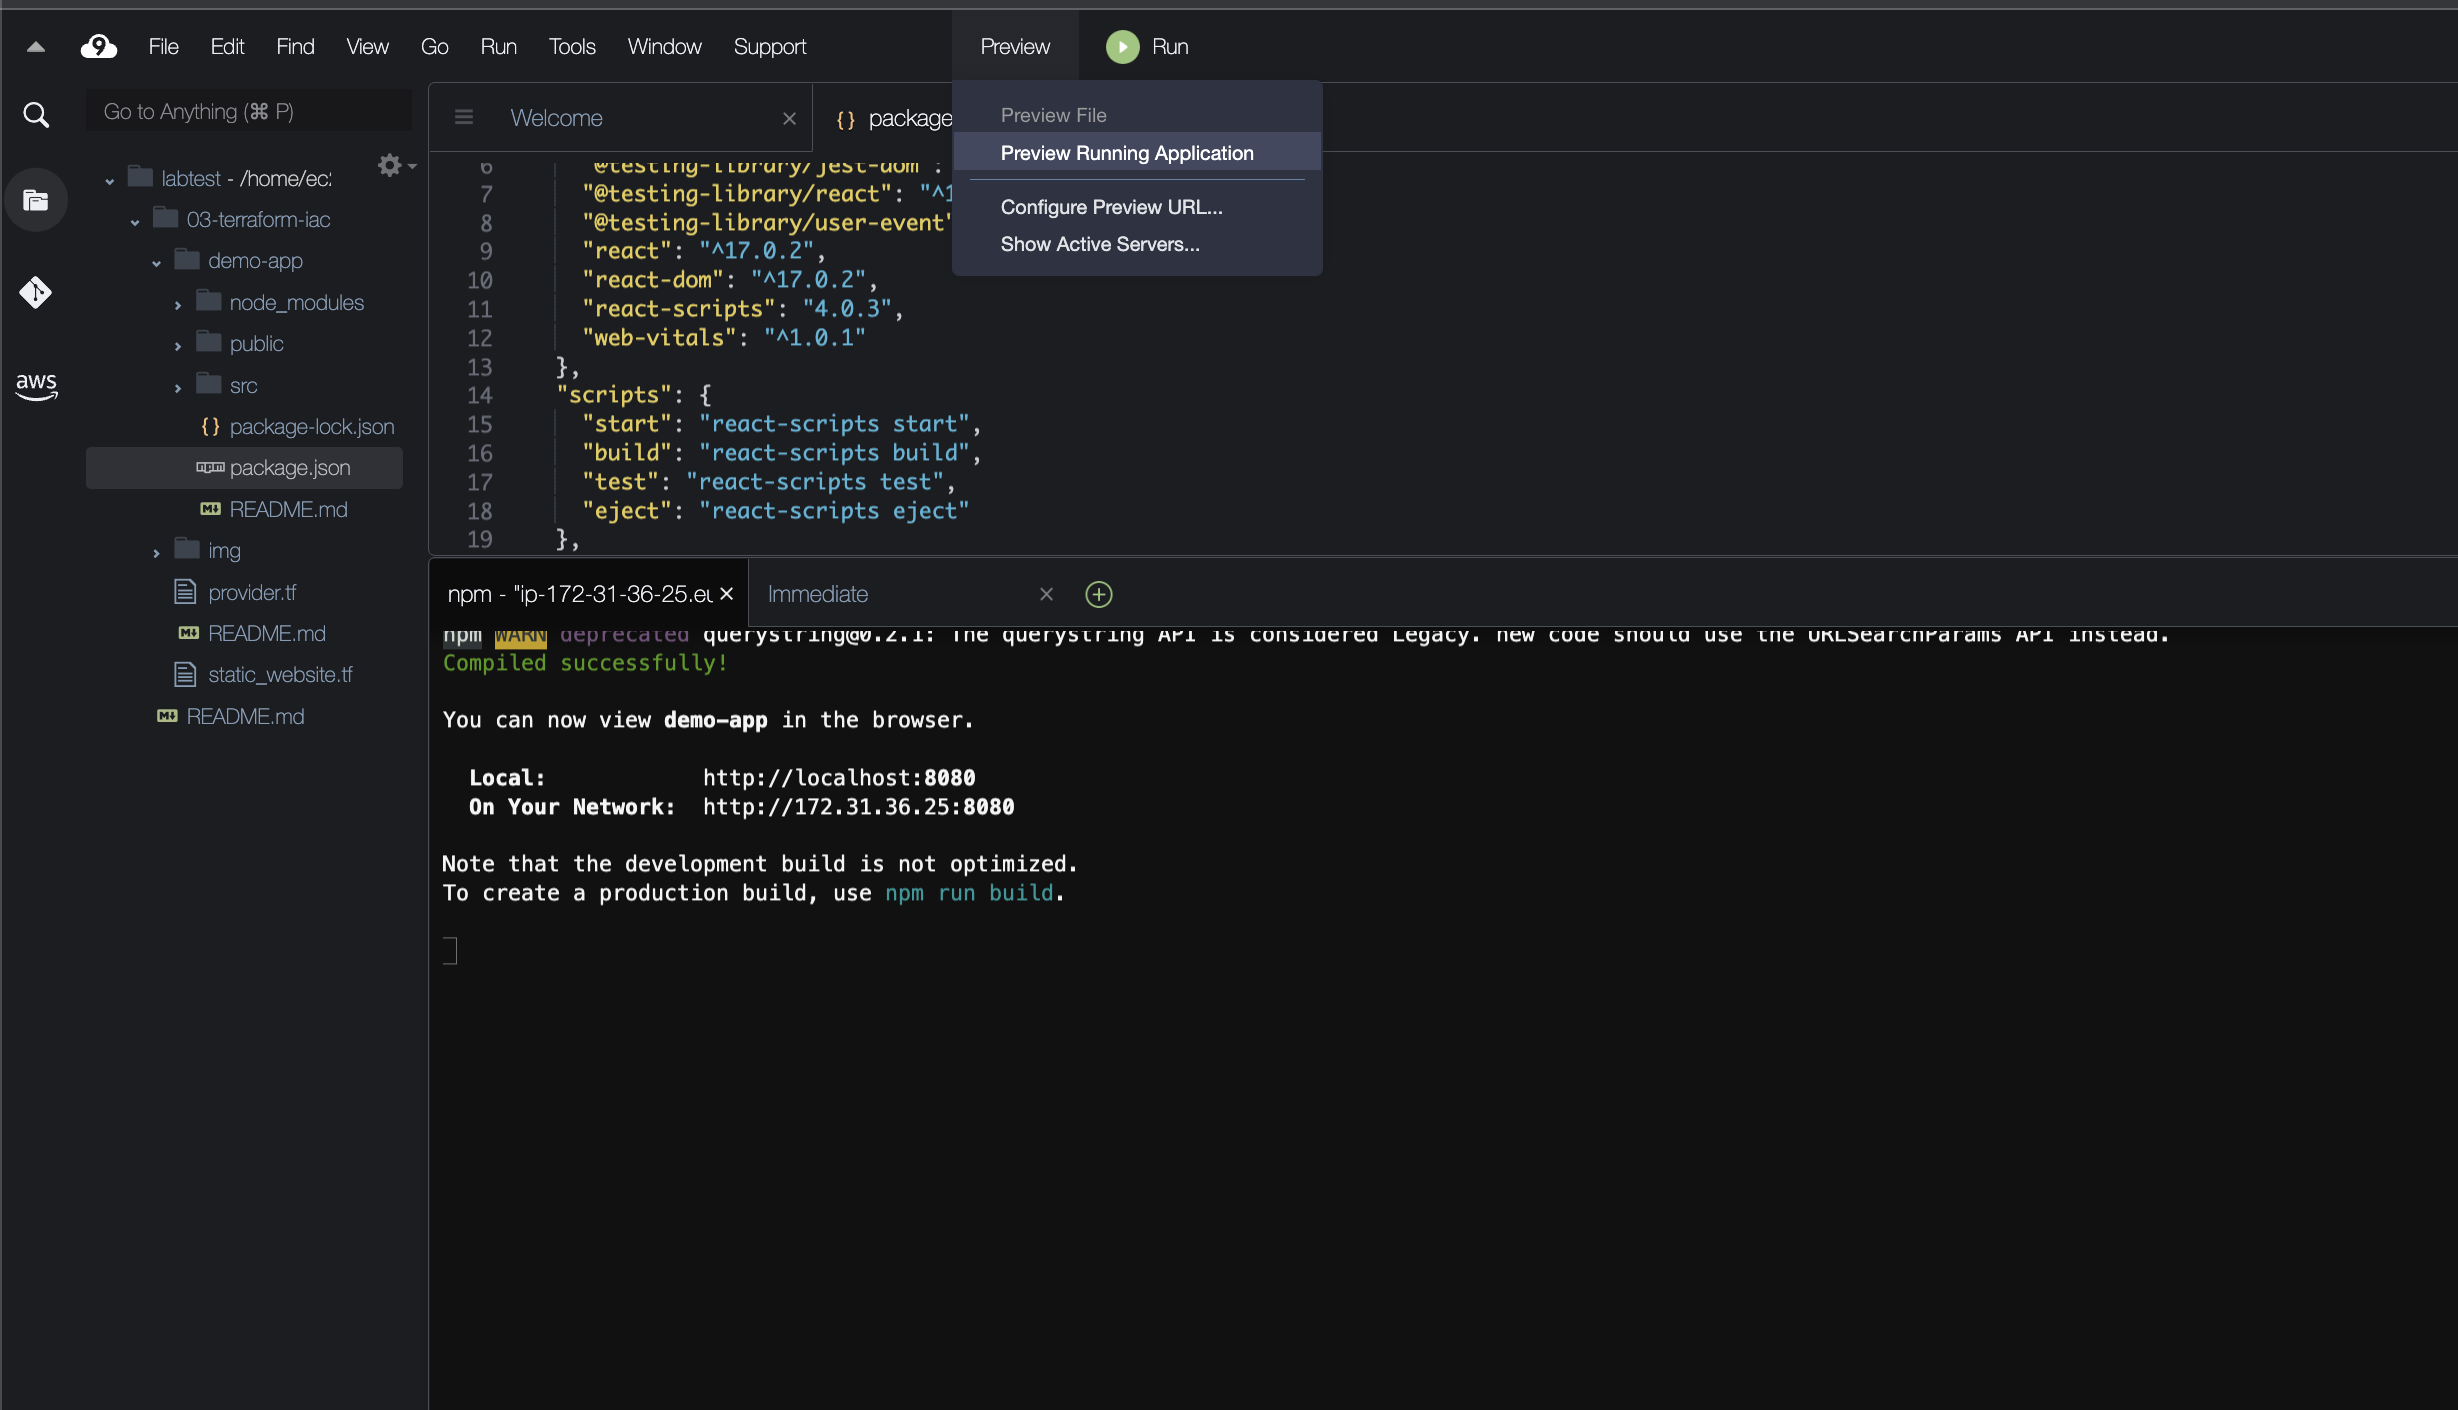 File Edit Find View Go Run Tools Window Support Preview Run
Go to Anything (⌘ P)
labtest - /home/ec2
03-terraform-iac
demo-app
node_modules
public
src
{} package-lock.json
npm package.json
M↓ README.md
img
provider.tf
M↓ README.md
static_website.tf
M↓ README.md
aws
Welcome
{} package
Preview File
Preview Running Application
Configure Preview URL...
Show Active Servers...
6 "@testing-library/jest-dom":
7 "@testing-library/react": "^1
8 "@testing-library/user-event"
9 "react": "^17.0.2",
10 "react-dom": "^17.0.2",
11 "react-scripts": "4.0.3",
12 "web-vitals": "^1.0.1"
13 },
14 "scripts": {
15 "start": "react-scripts start",
16 "build": "react-scripts build",
17 "test": "react-scripts test",
18 "eject": "react-scripts eject"
19 },
npm - "ip-172-31-36-25.eu
Immediate
npm WARN deprecated querystring@0.2.1: The querystring API is considered Legacy. new code should use the URLSearchParams API instead.
Compiled successfully!
You can now view demo-app in the browser.
Local: http://localhost:8080
On Your Network: http://172.31.36.25:8080
Note that the development build is not optimized.
To create a production build, use npm run build.